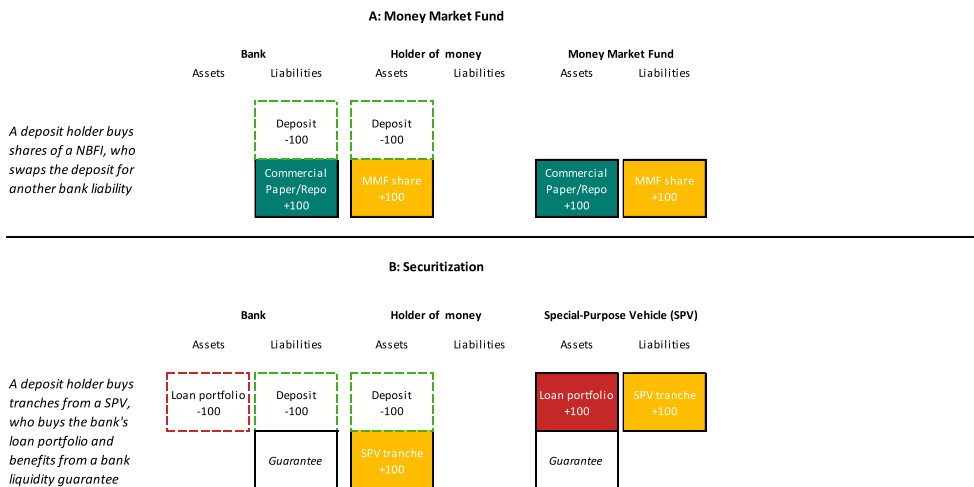 A: Money Market Fund
Bank
Holder of money
Money Market Fund
Assets
Liabilities
Assets
Liabilities
Assets
Liabilities
A deposit holder buys
shares of a NBFI, who
swaps the deposit for
another bank liability
Deposit
-100
Deposit
-100
Commercial
Paper/Repo
+100
MMF share
+100
Commercial
Paper/Repo
+100
MMF share
+100
B: Securitization
Bank
Holder of money
Special-Purpose Vehicle (SPV)
Assets
Liabilities
Assets
Liabilities
Assets
Liabilities
A deposit holder buys
tranches from a SPV,
who buys the bank's
loan portfolio and
benefits from a bank
liquidity guarantee
Loan portfolio
-100
Deposit
-100
Deposit
-100
Loan portfolio
+100
SPV tranche
+100
Guarantee
SPV tranche
+100
Guarantee